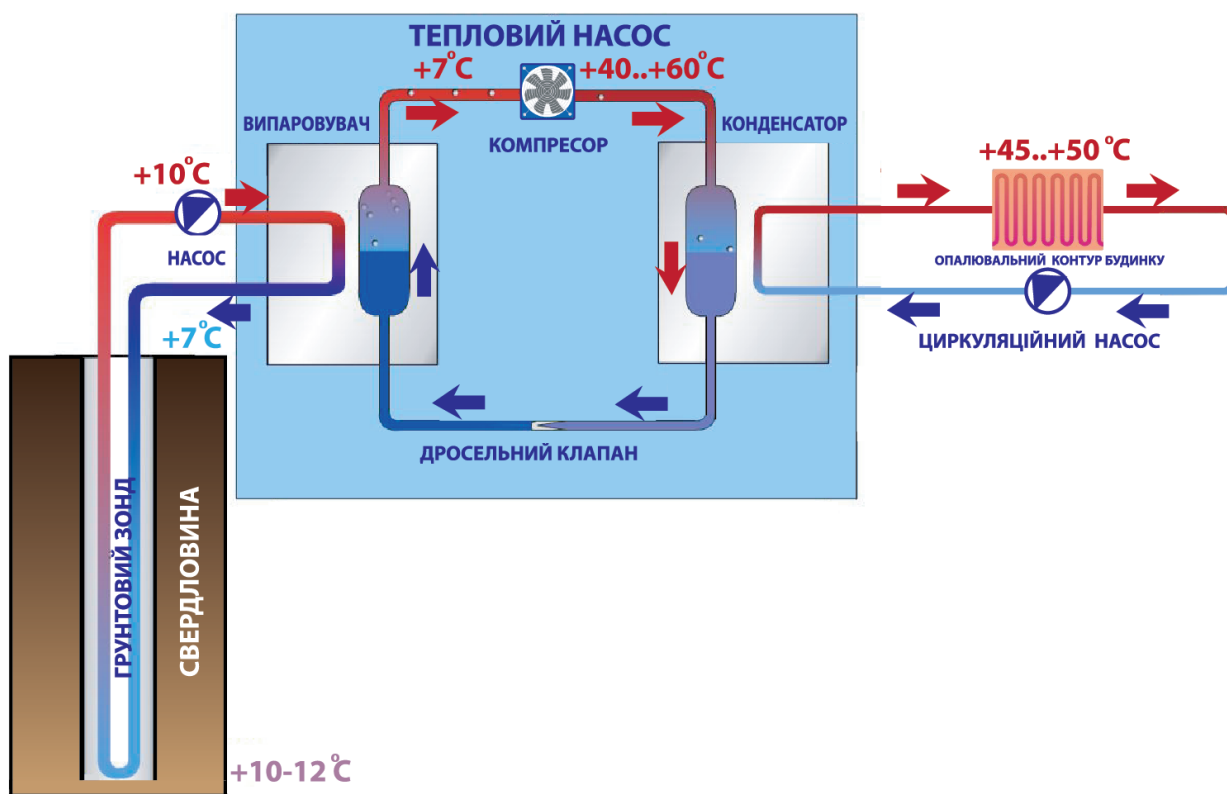 ТЕПЛОВИЙ НАСОС
+7°C
+40..+60°C
ВИПАРОВУВАЧ
КОМПРЕСОР
КОНДЕНСАТОР
+10°C
НАСОС
+7°C
+45..+50 °C
ОПАЛЮВАЛЬНИЙ КОНТУР БУДИНКУ
ЦИРКУЛЯЦІЙНИЙ НАСОС
ДРОСЕЛЬНИЙ КЛАПАН
ГРУНТОВИЙ ЗОНД
СВЕРДЛОВИНА
+10-12°C